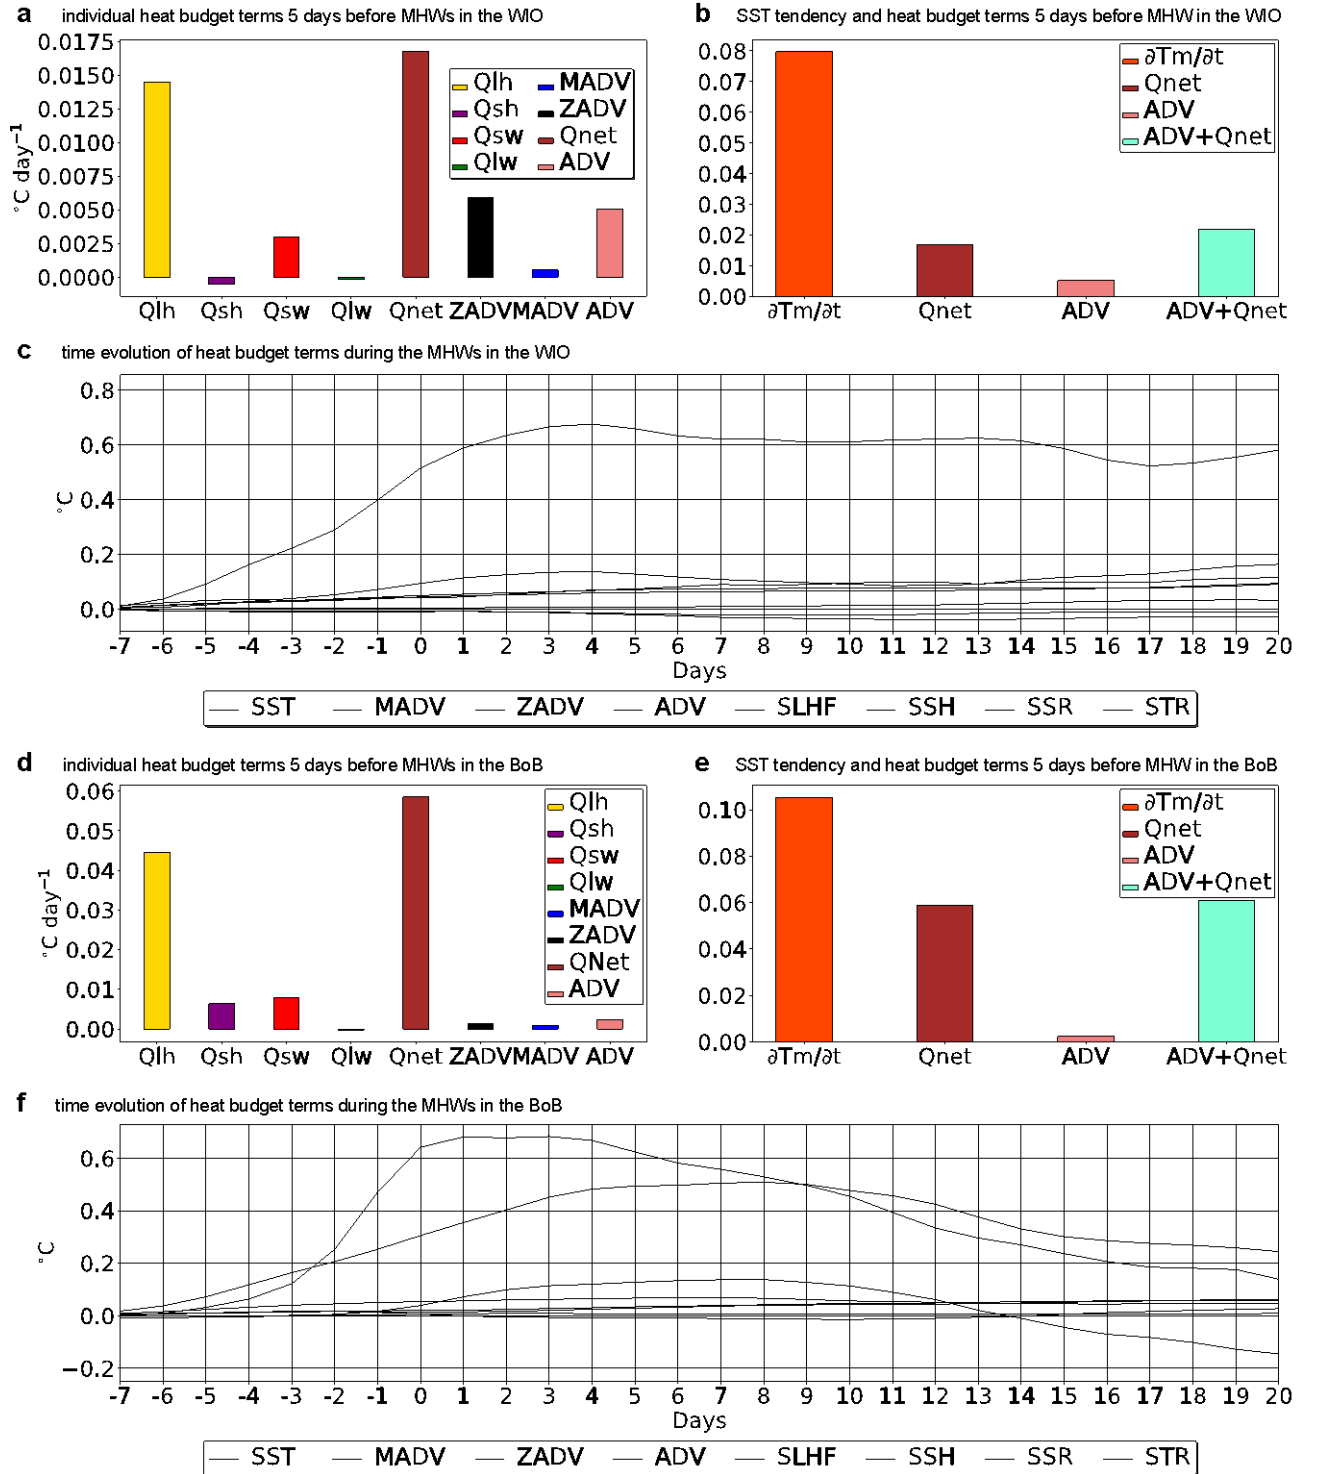 a individual heat budget terms 5 days before MHWs in the WIO
0.0175
0.0150
0.0125
0.0100
0.0075
0.0050
0.0025
0.0000
°C day⁻¹
Qlh MADV
Qsh ZADV
Qsw Qnet
Qlw ADV
Qlh Qsh Qsw Qlw Qnet ZADV MADV ADV
b SST tendency and heat budget terms 5 days before MHW in the WIO
0.08
0.07
0.06
0.05
0.04
0.03
0.02
0.01
0.00
∂Tm/∂t
Qnet
ADV
ADV+Qnet
∂Tm/∂t Qnet ADV ADV+Qnet
c time evolution of heat budget terms during the MHWs in the WIO
0.8
0.6
0.4
0.2
0.0
°C
-7 -6 -5 -4 -3 -2 -1 0 1 2 3 4 5 6 7 8 9 10 11 12 13 14 15 16 17 18 19 20
Days
SST MADV ZADV ADV SLHF SSH SSR STR
d individual heat budget terms 5 days before MHWs in the BoB
0.06
0.05
0.04
0.03
0.02
0.01
0.00
°C day⁻¹
Qlh
Qsh
Qsw
Qlw
MADV
ZADV
QNet
ADV
Qlh Qsh Qsw Qlw Qnet ZADV MADV ADV
e SST tendency and heat budget terms 5 days before MHW in the BoB
0.10
0.08
0.06
0.04
0.02
0.00
∂Tm/∂t
Qnet
ADV
ADV+Qnet
∂Tm/∂t Qnet ADV ADV+Qnet
f time evolution of heat budget terms during the MHWs in the BoB
0.6
0.4
0.2
0.0
−0.2
°C
-7 -6 -5 -4 -3 -2 -1 0 1 2 3 4 5 6 7 8 9 10 11 12 13 14 15 16 17 18 19 20
Days
SST MADV ZADV ADV SLHF SSH SSR STR